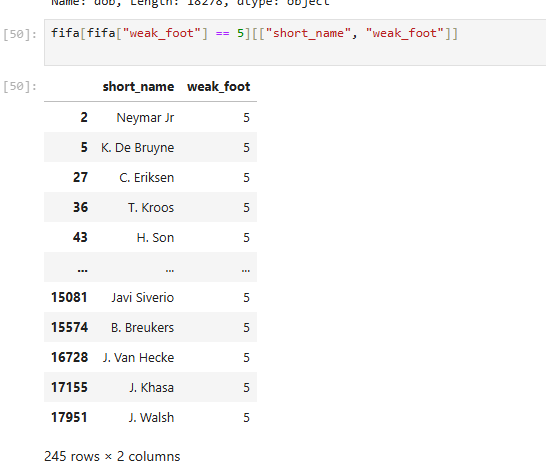 Name: dob, Length: 18278, dtype: object
[50]: fifa[fifa["weak_foot"] == 5][["short_name", "weak_foot"]]
[50]:
short_name weak_foot
2 Neymar Jr 5
5 K. De Bruyne 5
27 C. Eriksen 5
36 T. Kroos 5
43 H. Son 5
... ... ...
15081 Javi Siverio 5
15574 B. Breukers 5
16728 J. Van Hecke 5
17155 J. Khasa 5
17951 J. Walsh 5
245 rows × 2 columns